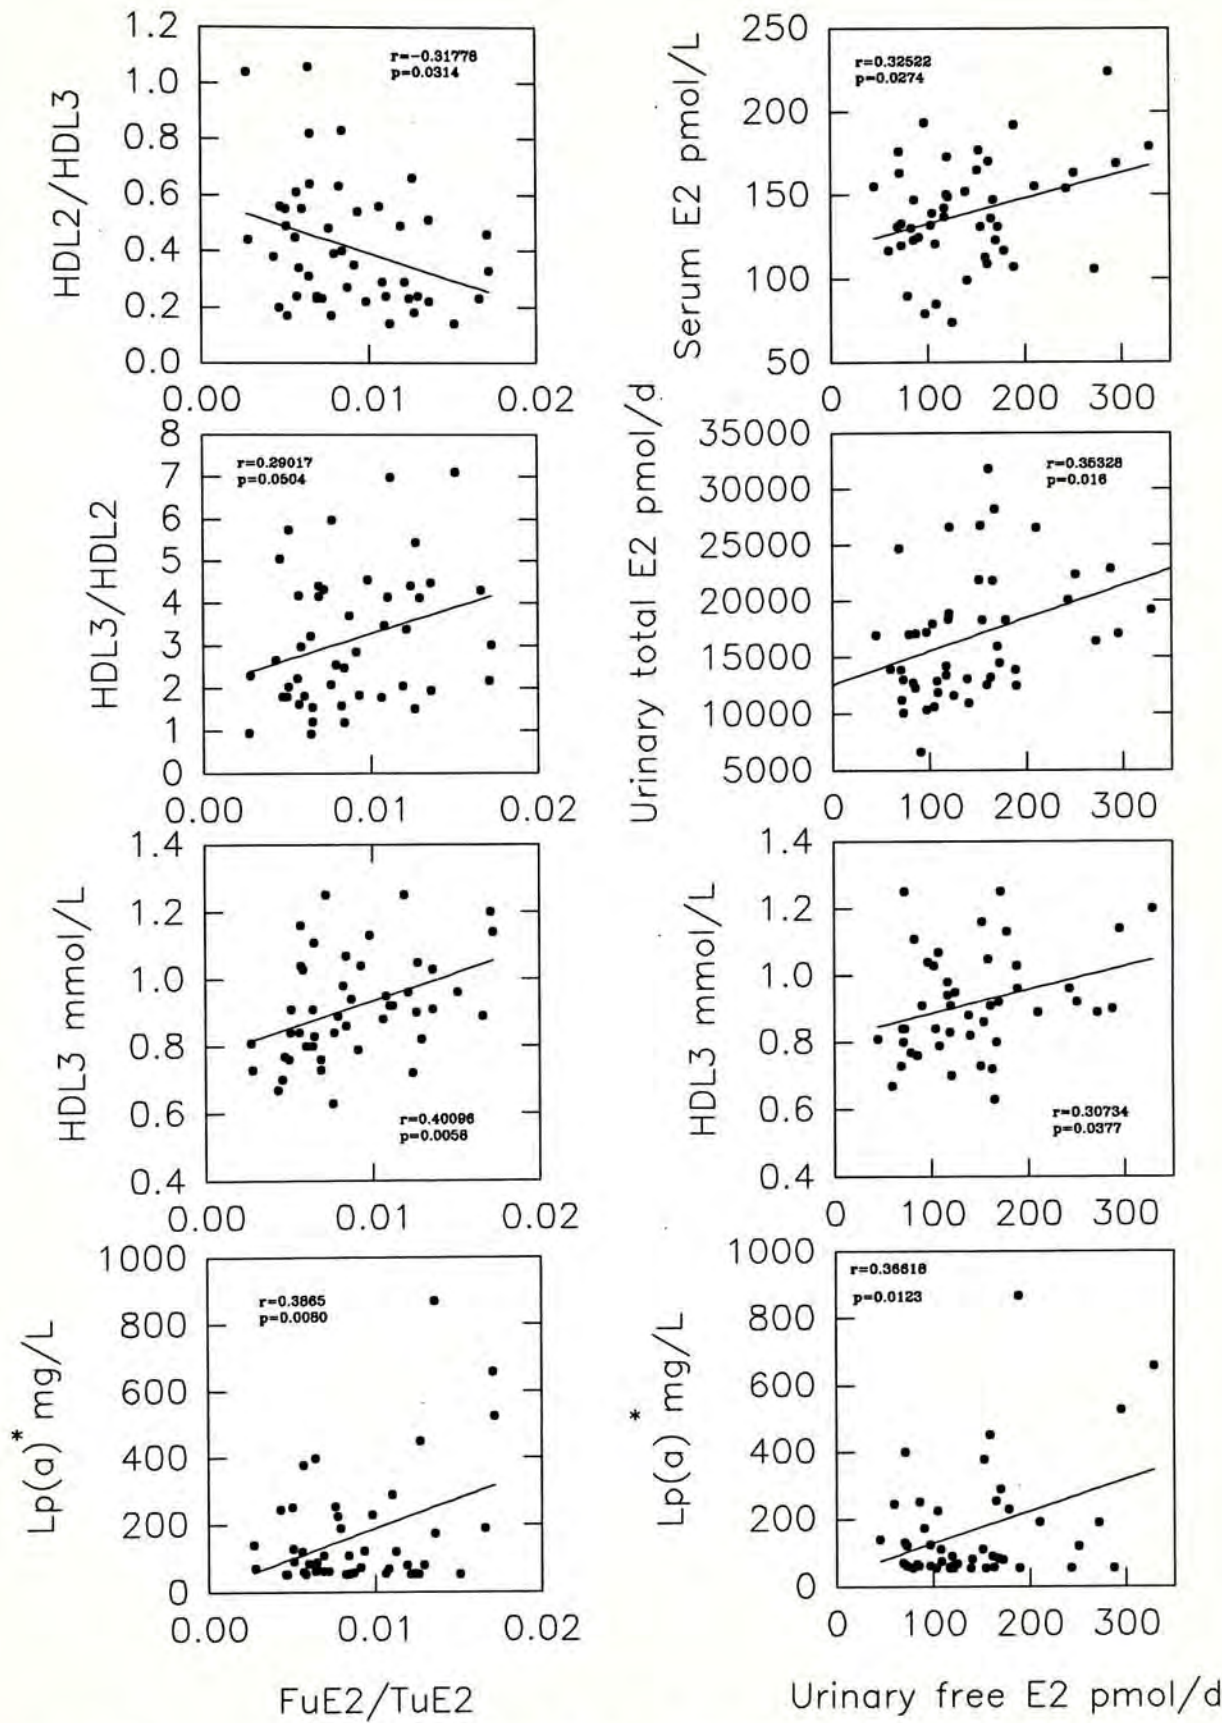 HDL2/HDL3
1.2
1.0
0.8
0.6
0.4
0.2
0.0
r=−0.31778
p=0.0314
0.00 0.01 0.02
Serum E2 pmol/L
250
200
150
100
50
r=0.32522
p=0.0274
0 100 200 300
HDL3/HDL2
8
7
6
5
4
3
2
1
0
r=0.29017
p=0.0504
0.00 0.01 0.02
Urinary total E2 pmol/d
35000
30000
25000
20000
15000
10000
5000
r=0.35328
p=0.016
0 100 200 300
HDL3 mmol/L
1.4
1.2
1.0
0.8
0.6
0.4
r=0.40096
p=0.0058
0.00 0.01 0.02
HDL3 mmol/L
1.4
1.2
1.0
0.8
0.6
0.4
r=0.30734
p=0.0377
0 100 200 300
Lp(a)* mg/L
1000
800
600
400
200
0
r=0.3865
p=0.0080
0.00 0.01 0.02
FuE2/TuE2
Lp(a)* mg/L
1000
800
600
400
200
0
r=0.36618
p=0.0123
0 100 200 300
Urinary free E2 pmol/d